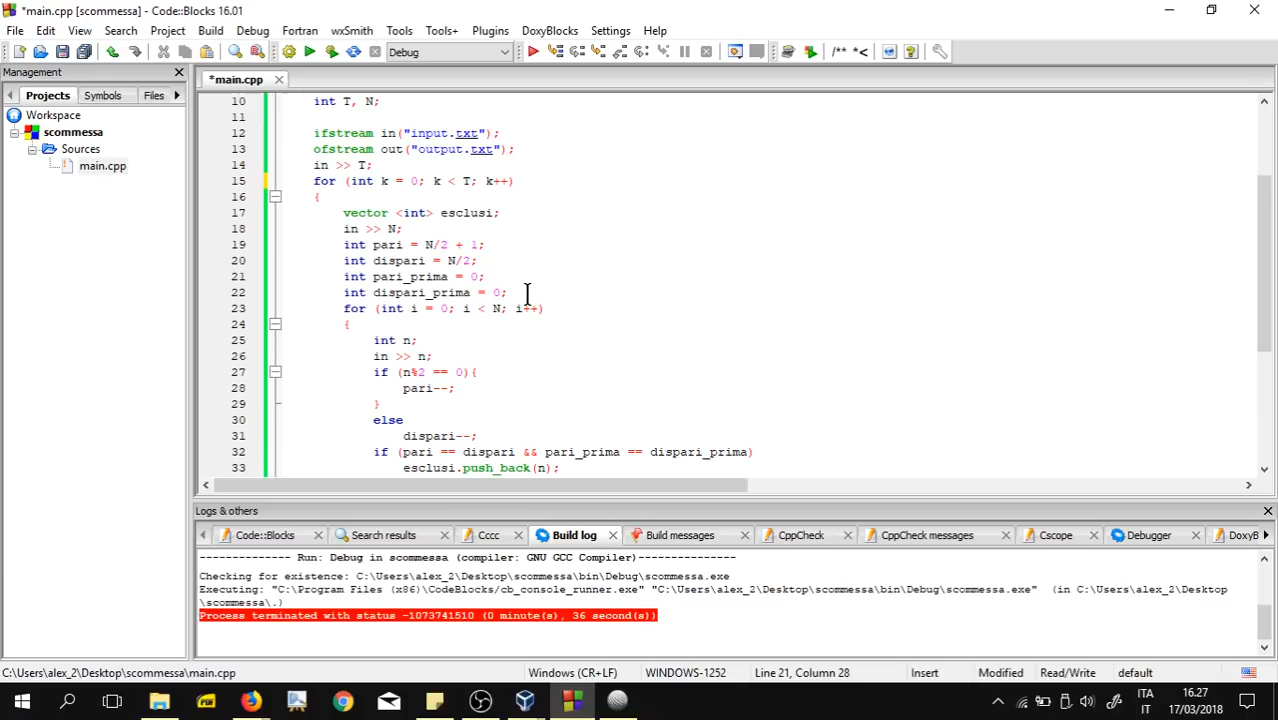 *main.cpp [scommessa] - Code::Blocks 16.01
File Edit View Search Project Build Debug Fortran wxSmith Tools Tools+ Plugins DoxyBlocks Settings Help
Debug
/** *<
Management
*main.cpp
Projects Symbols Files
Workspace
scommessa
Sources
main.cpp
10 int T, N;
11
12 ifstream in("input.txt");
13 ofstream out("output.txt");
14 in >> T;
15 for (int k = 0; k < T; k++)
16 {
17 vector <int> esclusi;
18 in >> N;
19 int pari = N/2 + 1;
20 int dispari = N/2;
21 int pari_prima = 0;
22 int dispari_prima = 0;
23 for (int i = 0; i < N; i++)
24 {
25 int n;
26 in >> n;
27 if (n%2 == 0){
28 pari--;
29 }
30 else
31 dispari--;
32 if (pari == dispari && pari_prima == dispari_prima)
33 esclusi.push_back(n);
Logs & others
Code::Blocks Search results Cccc Build log Build messages CppCheck CppCheck messages Cscope Debugger DoxyB
-------------- Run: Debug in scommessa (compiler: GNU GCC Compiler)---------------
Checking for existence: C:\Users\alex_2\Desktop\scommessa\bin\Debug\scommessa.exe
Executing: "C:\Program Files (x86)\CodeBlocks/cb_console_runner.exe" "C:\Users\alex_2\Desktop\scommessa\bin\Debug\scommessa.exe" (in C:\Users\alex_2\Desktop
\scommessa\.)
Process terminated with status -1073741510 (0 minute(s), 36 second(s))
C:\Users\alex_2\Desktop\scommessa\main.cpp Windows (CR+LF) WINDOWS-1252 Line 21, Column 28 Insert Modified Read/Write default
ITA 16.27
IT 17/03/2018